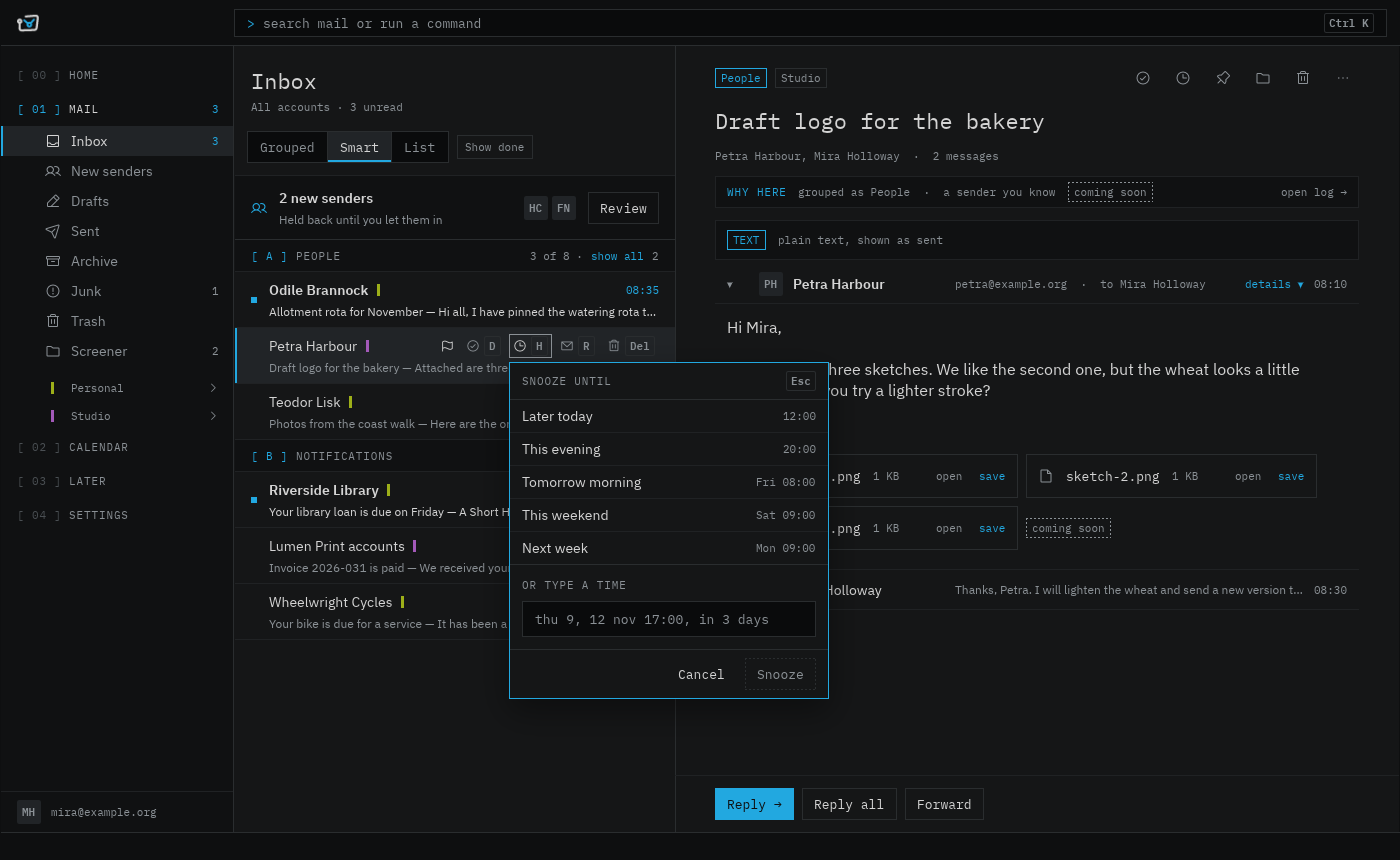 > search mail or run a command Ctrl K
[ 00 ] HOME
[ 01 ] MAIL 3
Inbox 3
New senders
Drafts
Sent
Archive
Junk 1
Trash
Screener 2
Personal
Studio
[ 02 ] CALENDAR
[ 03 ] LATER
[ 04 ] SETTINGS
MH mira@example.org
Inbox
All accounts · 3 unread
Grouped Smart List Show done
2 new senders
Held back until you let them in
HC FN Review
[ A ] PEOPLE 3 of 8 · show all 2
Odile Brannock 08:35
Allotment rota for November — Hi all, I have pinned the watering rota t…
Petra Harbour D H R Del
Draft logo for the bakery — Attached are thre
Teodor Lisk
Photos from the coast walk — Here are the o
[ B ] NOTIFICATIONS
Riverside Library
Your library loan is due on Friday — A Short H
Lumen Print accounts
Invoice 2026-031 is paid — We received your
Wheelwright Cycles
Your bike is due for a service — It has been a
SNOOZE UNTIL Esc
Later today 12:00
This evening 20:00
Tomorrow morning Fri 08:00
This weekend Sat 09:00
Next week Mon 09:00
OR TYPE A TIME
thu 9, 12 nov 17:00, in 3 days
Cancel Snooze
People Studio
Draft logo for the bakery
Petra Harbour, Mira Holloway · 2 messages
WHY HERE grouped as People · a sender you know coming soon open log →
TEXT plain text, shown as sent
PH Petra Harbour petra@example.org · to Mira Holloway details ▾ 08:10
Hi Mira,
hree sketches. We like the second one, but the wheat looks a little
you try a lighter stroke?
.png 1 KB open save
sketch-2.png 1 KB open save
.png 1 KB open save
coming soon
Holloway Thanks, Petra. I will lighten the wheat and send a new version t… 08:30
Reply → Reply all Forward